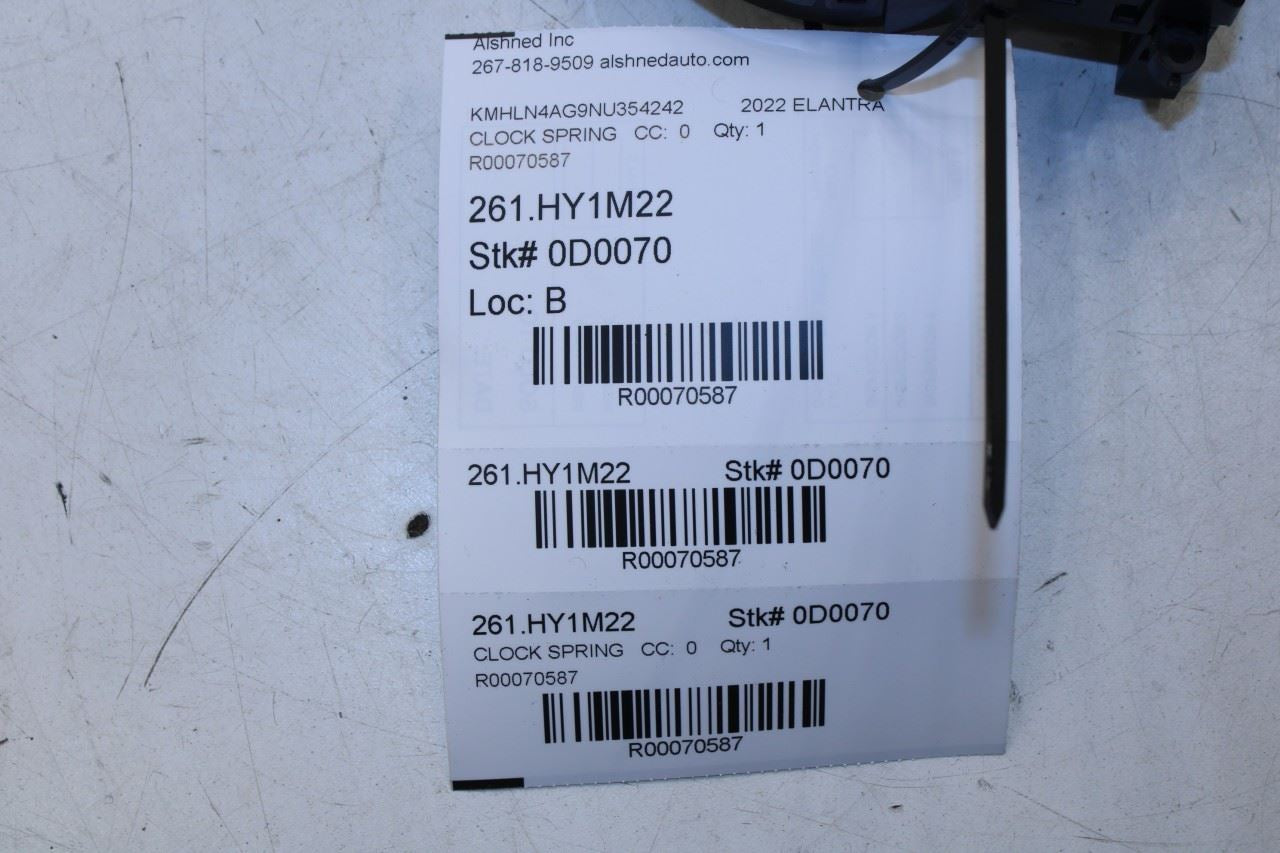 Alshned Inc
267-818-9509 alshnedauto.com
KMHLN4AG9NU354242 2022 ELANTRA
CLOCK SPRING CC: 0 Qty: 1
R00070587
261.HY1M22
Stk# 0D0070
Loc: B
R00070587
261.HY1M22 Stk# 0D0070
R00070587
261.HY1M22 Stk# 0D0070
CLOCK SPRING CC: 0 Qty: 1
R00070587
R00070587